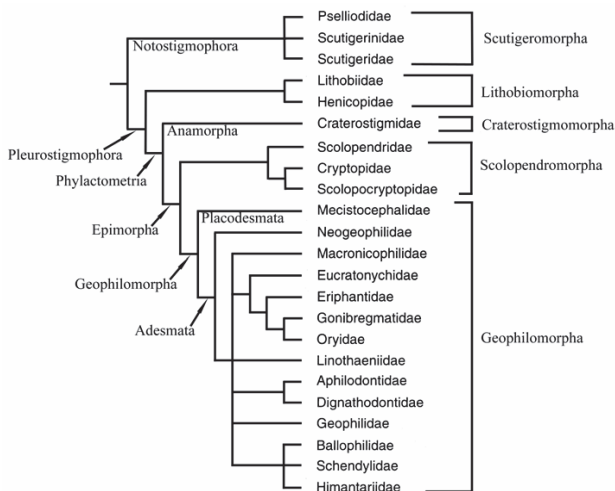 Pselliodidae
Notostigmophora
Scutigerinidae
Scutigeromorpha
Scutigeridae
Lithobiidae
Lithobiomorpha
Henicopidae
Anamorpha
Craterostigmidae
Craterostigmomorpha
Pleurostigmophora
Scolopendridae
Scolopendromorpha
Phylactometria
Cryptopidae
Scolopocryptopidae
Placodesmata
Mecistocephalidae
Epimorpha
Neogeophilidae
Macronicophilidae
Geophilomorpha
Eucratonychidae
Eriphantidae
Adesmata
Gonibregmatidae
Geophilomorpha
Oryidae
Linothaeniidae
Aphilodontidae
Dignathodontidae
Geophilidae
Ballophilidae
Schendylidae
Himantariidae